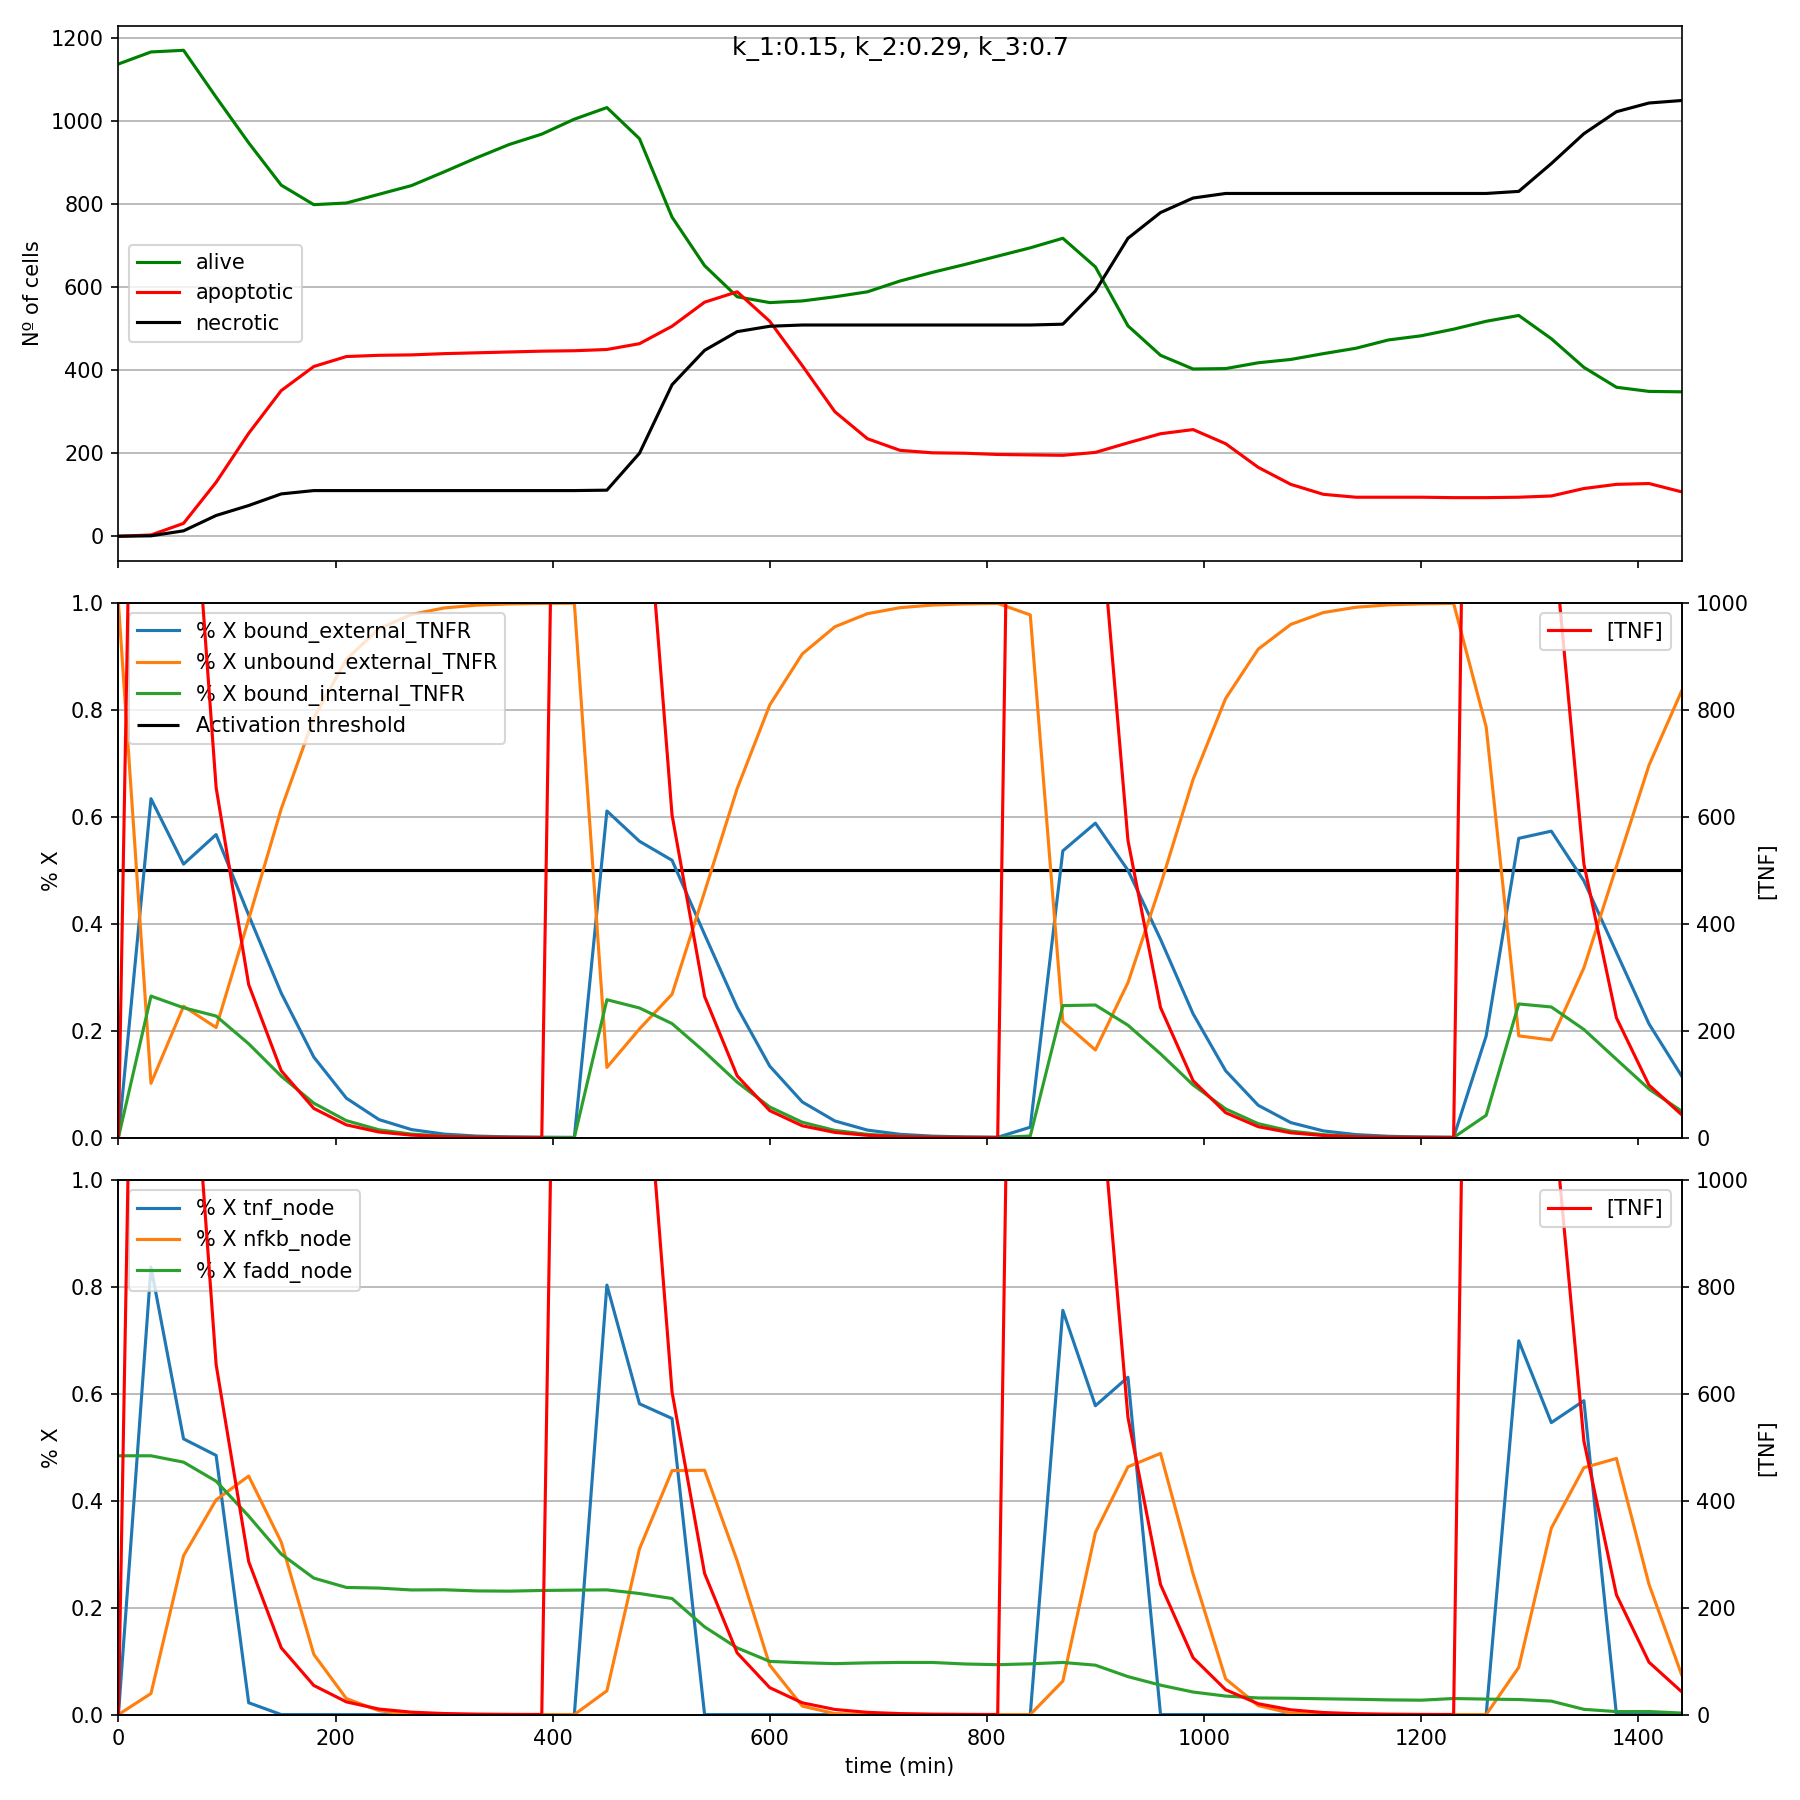 k_1:0.15, k_2:0.29, k_3:0.7
1200
1000
800
600
400
200
0
Nº of cells
alive
apoptotic
necrotic
1.0
0.8
0.6
0.4
0.2
0.0
% X
% X bound_external_TNFR
% X unbound_external_TNFR
% X bound_internal_TNFR
Activation threshold
[TNF]
1000
800
600
400
200
0
[TNF]
1.0
0.8
0.6
0.4
0.2
0.0
% X
% X tnf_node
% X nfkb_node
% X fadd_node
[TNF]
1000
800
600
400
200
0
[TNF]
0 200 400 600 800 1000 1200 1400
time (min)